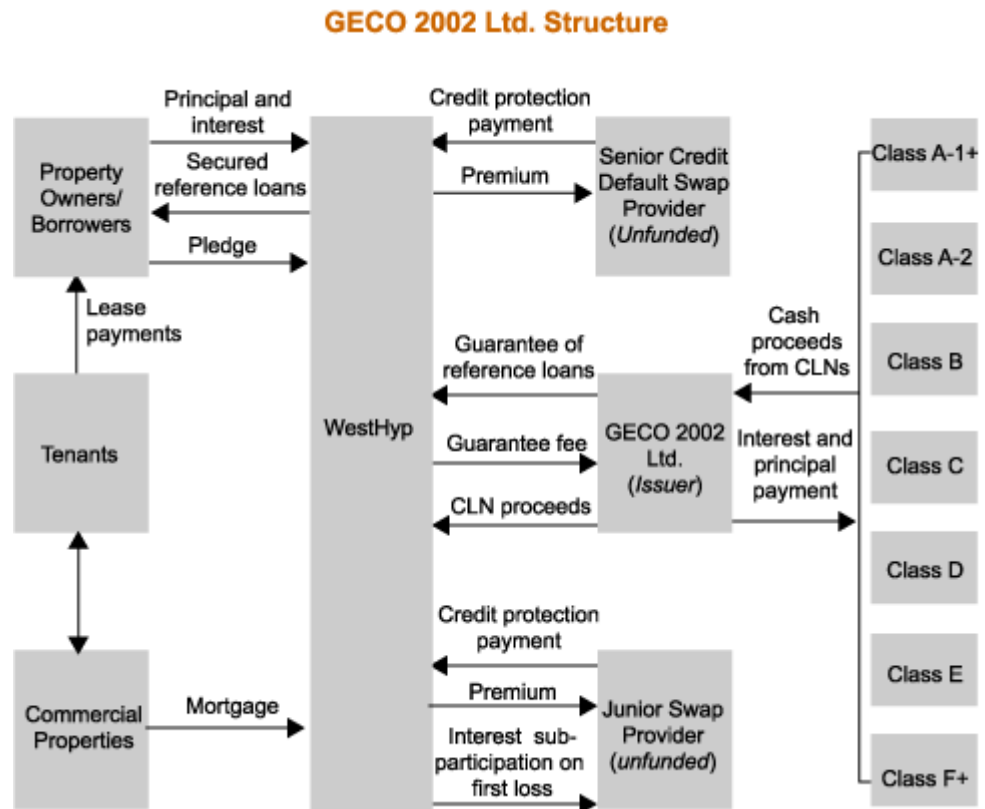 GECO 2002 Ltd. Structure
Principal and
interest
Secured
reference loans
Pledge
Property
Owners/
Borrowers
Lease
payments
Tenants
Commercial
Properties
Mortgage
WestHyp
Credit protection
payment
Premium
Senior Credit
Default Swap
Provider
(Unfunded)
Guarantee of
reference loans
Guarantee fee
CLN proceeds
GECO 2002
Ltd.
(Issuer)
Cash
proceeds
from CLNs
Interest and
principal
payment
Credit protection
payment
Premium
Interest sub-
participation on
first loss
Junior Swap
Provider
(unfunded)
Class A-1+
Class A-2
Class B
Class C
Class D
Class E
Class F+